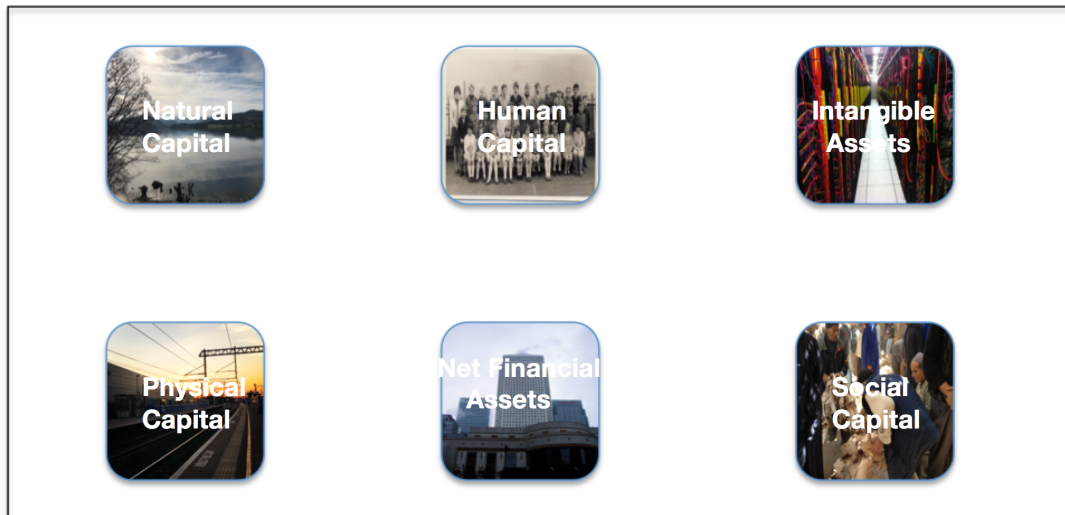 Natural
Capital
Human
Capital
Intangible
Assets
Physical
Capital
Net Financial
Assets
Social
Capital